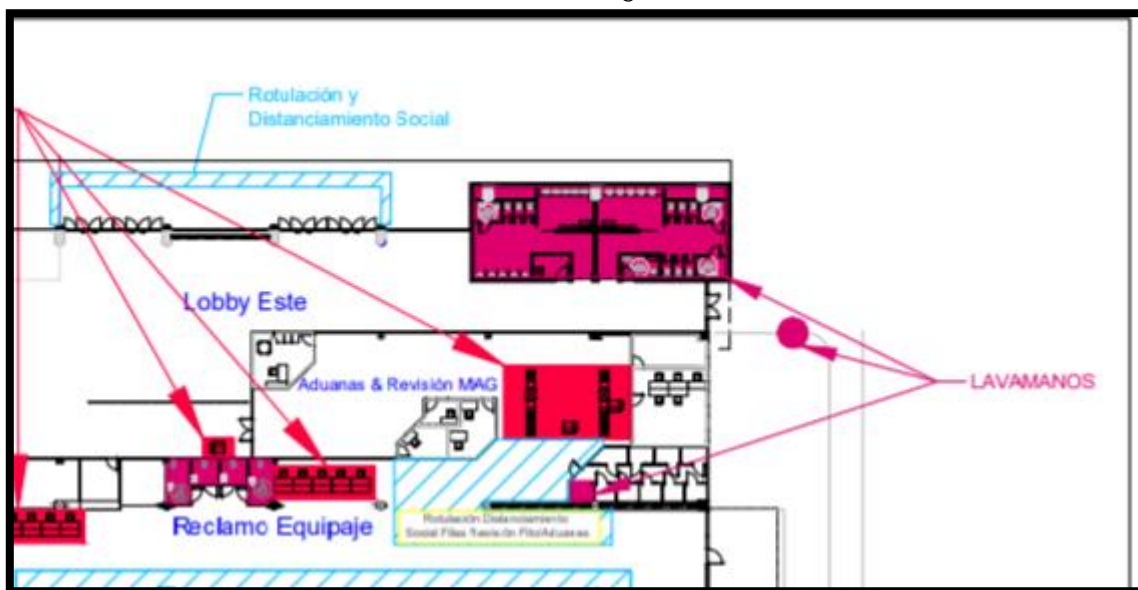 Rotulación y
Distanciamiento Social
Lobby Este
Aduanas & Revisión MAG
LAVAMANOS
Reclamo Equipaje
Rotulación Distanciamiento
Social Filas Revisión Fito/Aduanas